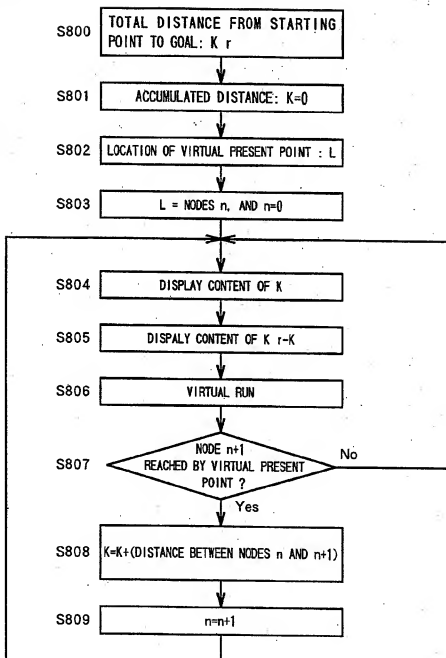 S800
TOTAL DISTANCE FROM STARTING
POINT TO GOAL: K r
S801
ACCUMULATED DISTANCE: K=0
S802
LOCATION OF VIRTUAL PRESENT POINT : L
S803
L = NODES n, AND n=0
S804
DISPLAY CONTENT OF K
S805
DISPALY CONTENT OF K r-K
S806
VIRTUAL RUN
S807
NODE n+1
REACHED BY VIRTUAL PRESENT
POINT ?
No
Yes
S808
K=K+(DISTANCE BETWEEN NODES n AND n+1)
S809
n=n+1